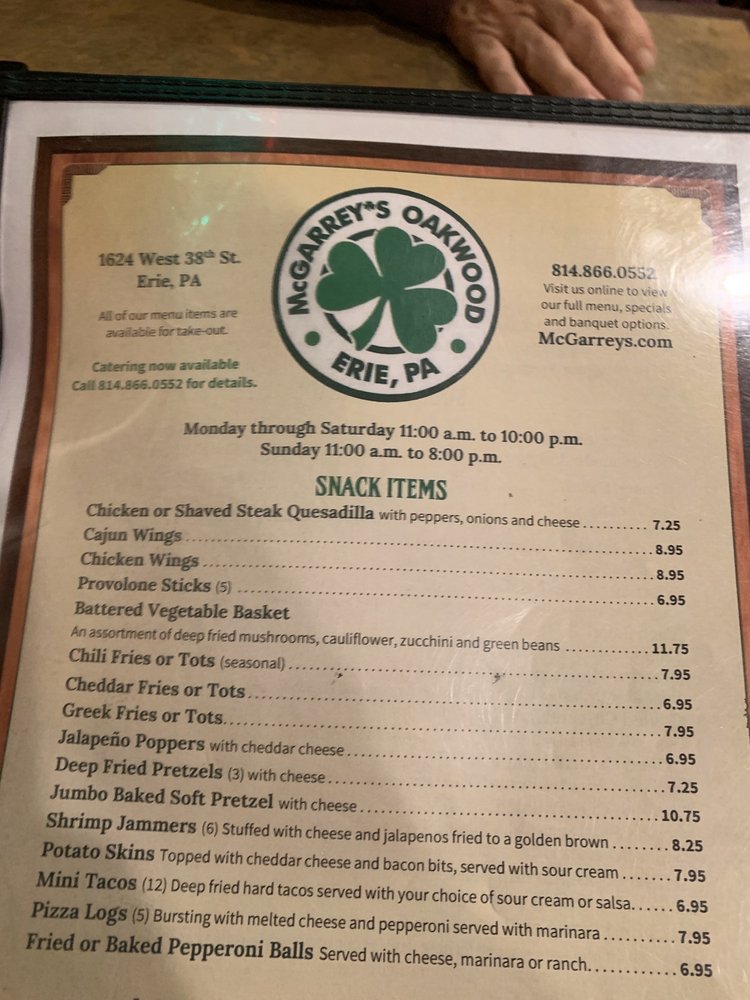 McGARREY*S OAKWOOD
ERIE, PA
1624 West 38th St.
Erie, PA
All of our menu items are
available for take-out.
Catering now available
Call 814.866.0552 for details.
814.866.0552
Visit us online to view
our full menu, specials
and banquet options.
McGarreys.com
Monday through Saturday 11:00 a.m. to 10:00 p.m.
Sunday 11:00 a.m. to 8:00 p.m.
SNACK ITEMS
Chicken or Shaved Steak Quesadilla with peppers, onions and cheese .......... 7.25
Cajun Wings .......... 8.95
Chicken Wings .......... 8.95
Provolone Sticks (5) .......... 6.95
Battered Vegetable Basket
An assortment of deep fried mushrooms, cauliflower, zucchini and green beans .......... 11.75
Chili Fries or Tots (seasonal) .......... 7.95
Cheddar Fries or Tots .......... 6.95
Greek Fries or Tots .......... 7.95
Jalapeño Poppers with cheddar cheese .......... 6.95
Deep Fried Pretzels (3) with cheese .......... 7.25
Jumbo Baked Soft Pretzel with cheese .......... 10.75
Shrimp Jammers (6) Stuffed with cheese and jalapenos fried to a golden brown ........ 8.25
Potato Skins Topped with cheddar cheese and bacon bits, served with sour cream ....... 7.95
Mini Tacos (12) Deep fried hard tacos served with your choice of sour cream or salsa...... 6.95
Pizza Logs (5) Bursting with melted cheese and pepperoni served with marinara .......... 7.95
Fried or Baked Pepperoni Balls Served with cheese, marinara or ranch............ 6.95